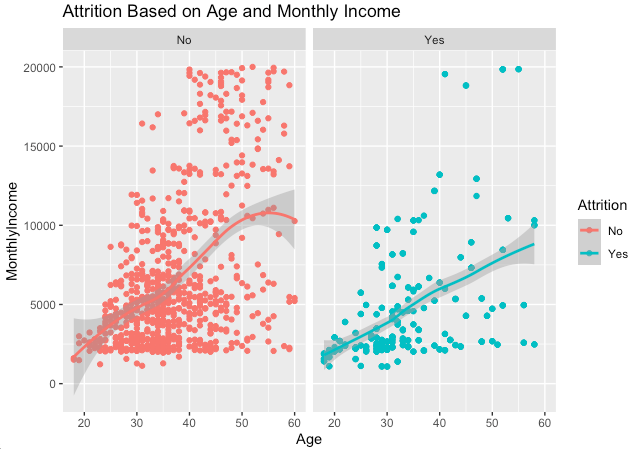 Attrition Based on Age and Monthly Income
No
Yes
20000
15000
10000
5000
0
MonthlyIncome
20
30
40
50
60
20
30
40
50
60
Age
Attrition
No
Yes